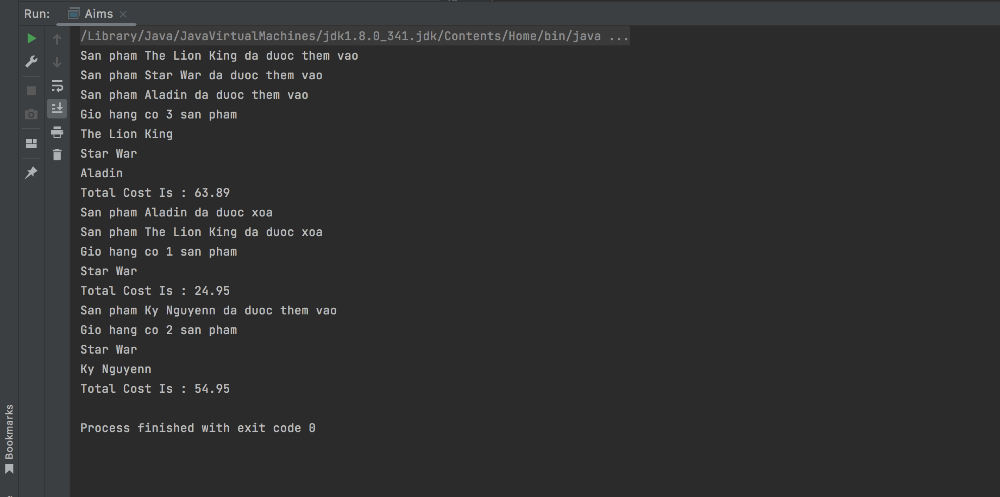 Run: Aims
/Library/Java/JavaVirtualMachines/jdk1.8.0_341.jdk/Contents/Home/bin/java ...
San pham The Lion King da duoc them vao
San pham Star War da duoc them vao
San pham Aladin da duoc them vao
Gio hang co 3 san pham
The Lion King
Star War
Aladin
Total Cost Is : 63.89
San pham Aladin da duoc xoa
San pham The Lion King da duoc xoa
Gio hang co 1 san pham
Star War
Total Cost Is : 24.95
San pham Ky Nguyenn da duoc them vao
Gio hang co 2 san pham
Star War
Ky Nguyenn
Total Cost Is : 54.95
Process finished with exit code 0
Bookmarks